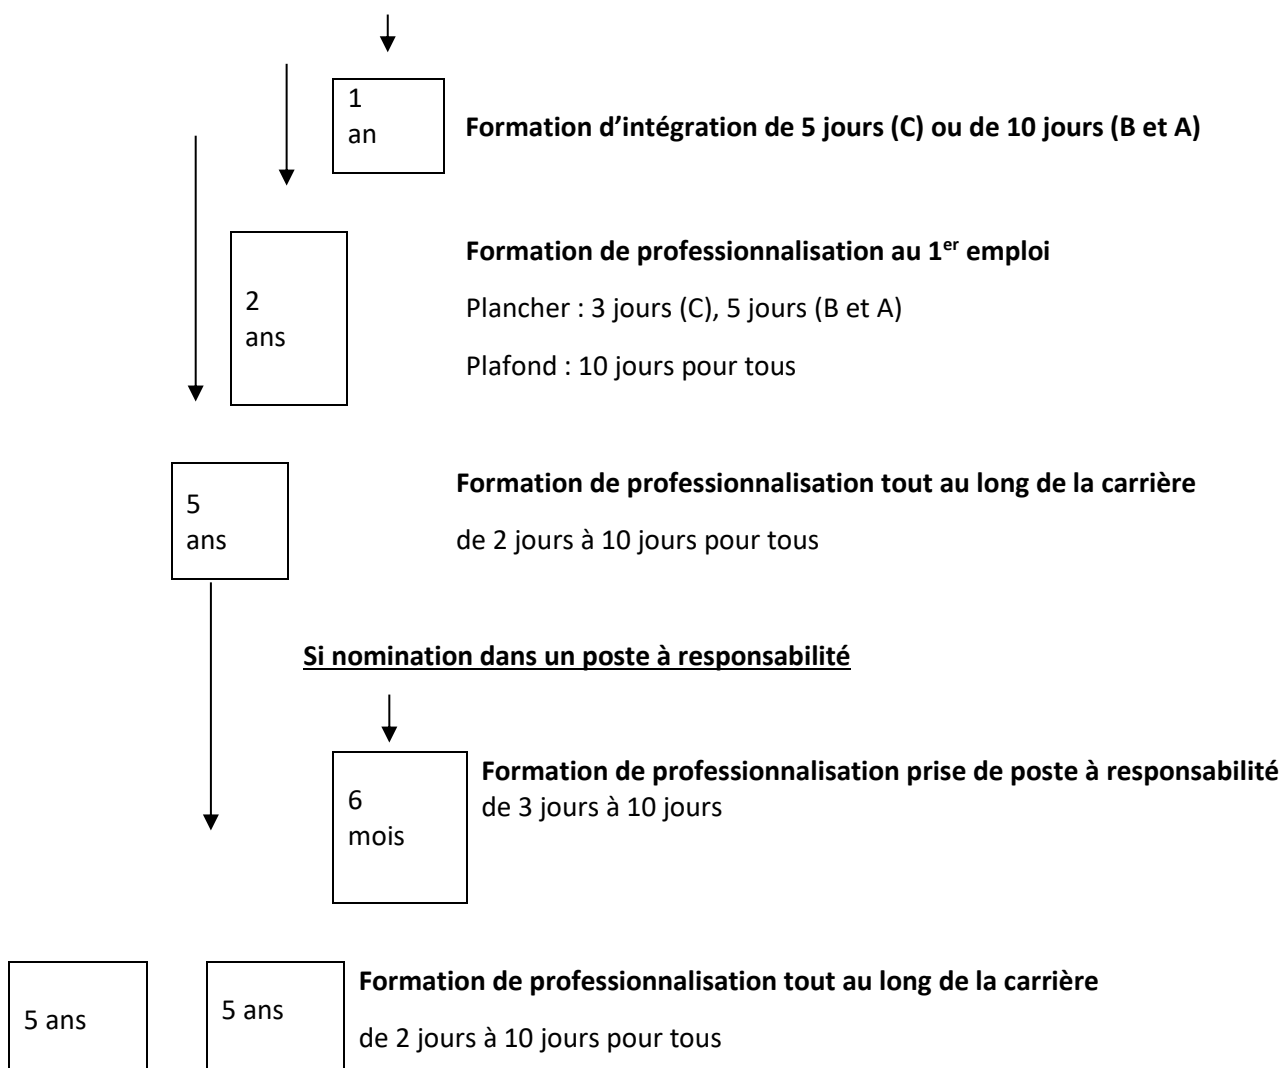 1
an
Formation d’intégration de 5 jours (C) ou de 10 jours (B et A)
Formation de professionnalisation au 1er emploi
2
ans
Plancher : 3 jours (C), 5 jours (B et A)
Plafond : 10 jours pour tous
5
ans
Formation de professionnalisation tout au long de la carrière
de 2 jours à 10 jours pour tous
Si nomination dans un poste à responsabilité
6
mois
Formation de professionnalisation prise de poste à responsabilité
de 3 jours à 10 jours
5 ans
5 ans
Formation de professionnalisation tout au long de la carrière
de 2 jours à 10 jours pour tous